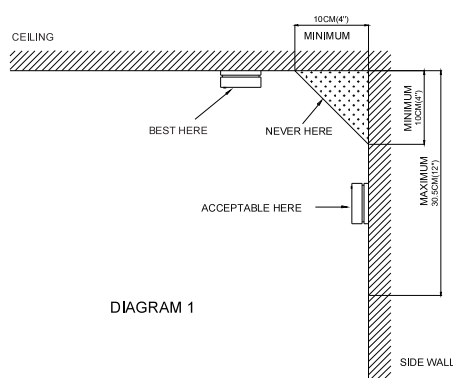 10CM(4")
MINIMUM
CEILING
BEST HERE
NEVER HERE
MINIMUM
10CM(4")
MAXIMUM
30.5CM(12")
ACCEPTABLE HERE
DIAGRAM 1
SIDE WALL